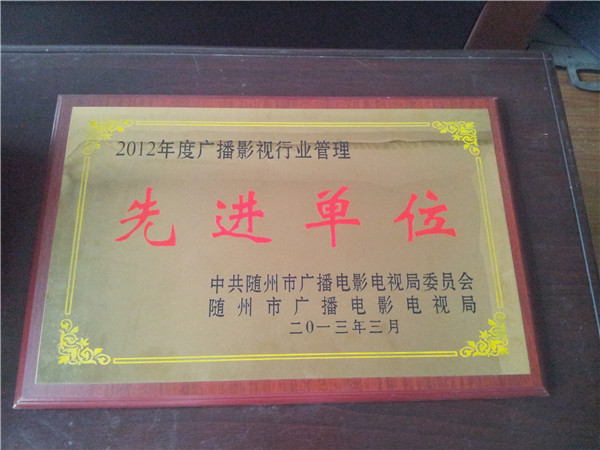 2012年度广播影视行业管理
先进单位
中共随州市广播电影电视局委员会
随州市广播电影电视局
二〇一三年三月